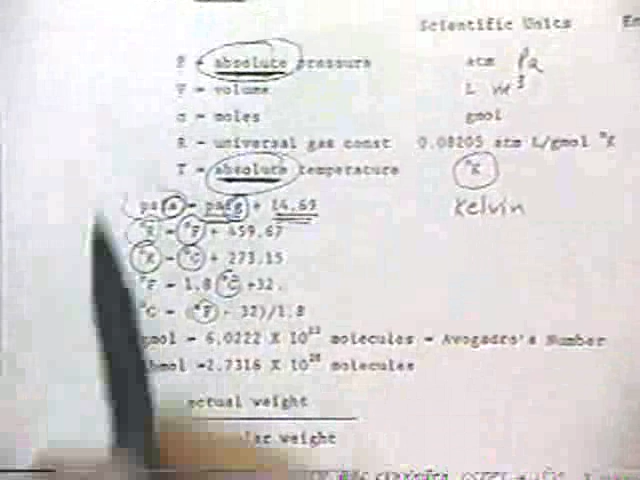 Scientific Units En
P = absolute pressure atm Pa
V = volume L m³
n = moles gmol
R = universal gas const 0.08205 atm L/gmol °K
T = absolute temperature °K
psia = psig + 14.69 Kelvin
°R = °F + 459.67
°K = °C + 273.15
°F = 1.8 °C +32.
°C = (°F - 32)/1.8
gmol = 6.0222 X 10²³ molecules = Avogadro's Number
lbmol =2.7316 X 10²⁶ molecules
actual weight
weight